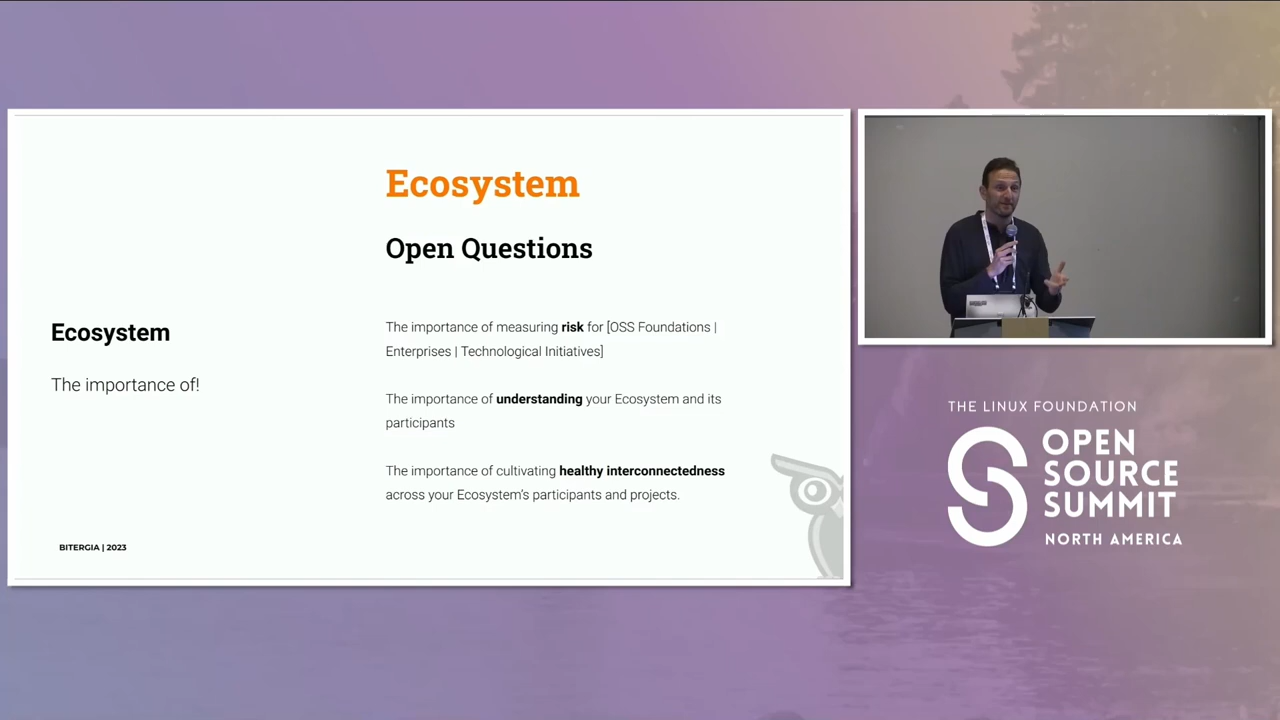 Ecosystem
The importance of!
BITERGIA | 2023
Ecosystem
Open Questions
The importance of measuring risk for [OSS Foundations |
Enterprises | Technological Initiatives]
The importance of understanding your Ecosystem and its
participants
The importance of cultivating healthy interconnectedness
across your Ecosystem's participants and projects.
THE LINUX FOUNDATION
OPEN
SOURCE
SUMMIT
NORTH AMERICA